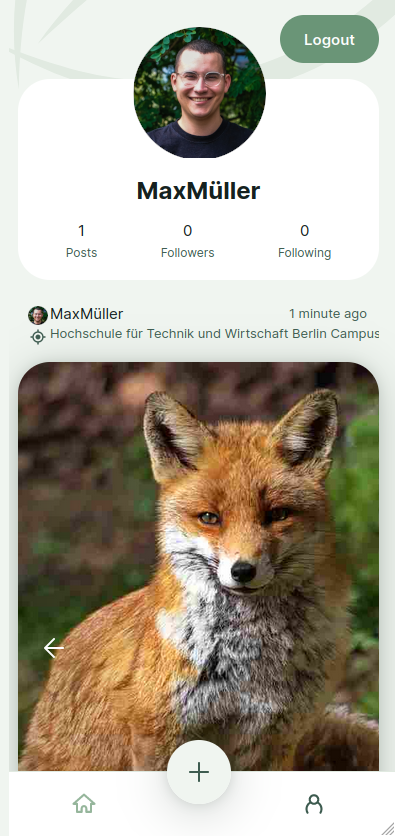 Logout
MaxMüller
1 0 0
Posts Followers Following
MaxMüller 1 minute ago
Hochschule für Technik und Wirtschaft Berlin Campus